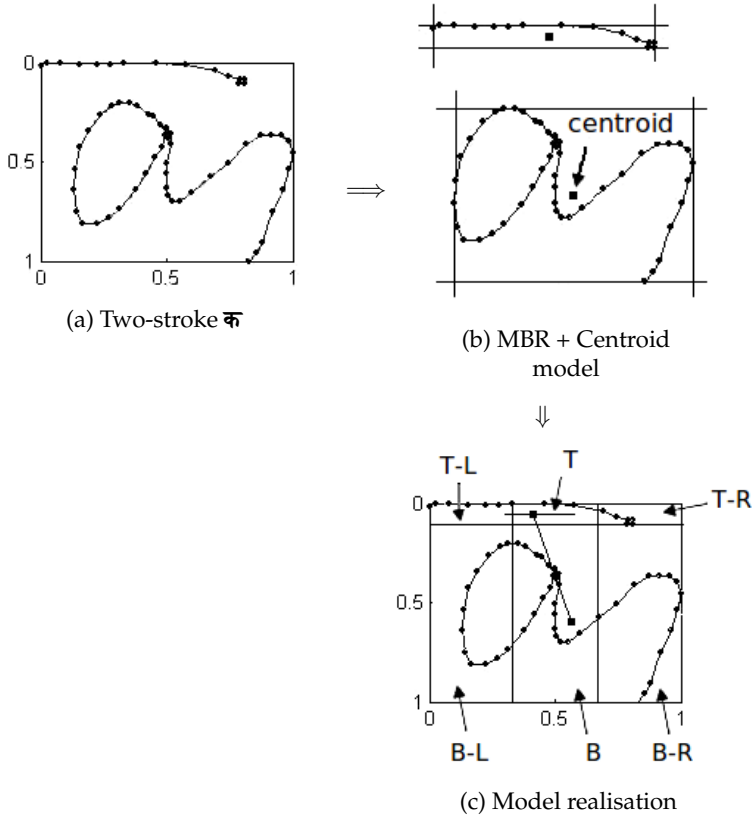 0
0.5
1
0
0.5
1
(a) Two-stroke क
⟹
centroid
(b) MBR + Centroid
model
⇓
T-L
T
T-R
0
0.5
1
0
0.5
1
B-L
B
B-R
(c) Model realisation